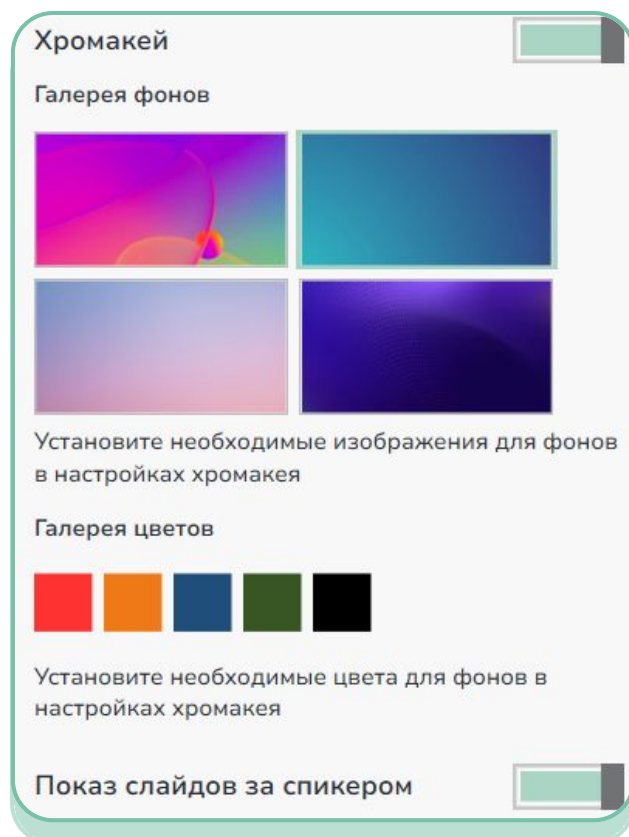 Хромакей
Галерея фонов
Установите необходимые изображения для фонов
в настройках хромакея
Галерея цветов
Установите необходимые цвета для фонов в
настройках хромакея
Показ слайдов за спикером